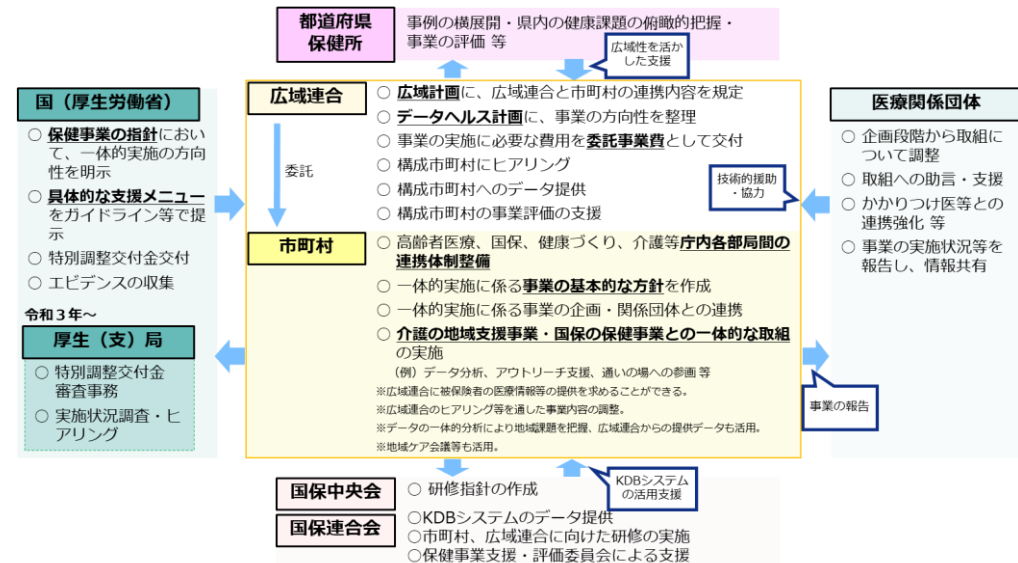 都道府県
保健所
事例の横展開・県内の健康課題の俯瞰的把握・
事業の評価 等
広域性を活か
した支援
国（厚生労働省）
○ 保健事業の指針におい
て、一体的実施の方向
性を明示
○ 具体的な支援メニュー
をガイドライン等で提
示
○ 特別調整交付金交付
○ エビデンスの収集
令和３年～
厚生（支）局
○ 特別調整交付金
審査事務
○ 実施状況調査・ヒ
アリング
広域連合
○ 広域計画に、広域連合と市町村の連携内容を規定
○ データヘルス計画に、事業の方向性を整理
○ 事業の実施に必要な費用を委託事業費として交付
○ 構成市町村にヒアリング
○ 構成市町村へのデータ提供
○ 構成市町村の事業評価の支援
委託
市町村
○ 高齢者医療、国保、健康づくり、介護等庁内各部局間の
連携体制整備
○ 一体的実施に係る事業の基本的な方針を作成
○ 一体的実施に係る事業の企画・関係団体との連携
○ 介護の地域支援事業・国保の保健事業との一体的な取組
の実施
（例）データ分析、アウトリーチ支援、通いの場への参画 等
※広域連合に被保険者の医療情報等の提供を求めることができる。
※広域連合のヒアリング等を通した事業内容の調整。
※データの一体的分析により地域課題を把握、広域連合からの提供データも活用。
※地域ケア会議等も活用。
技術的援助
・協力
医療関係団体
○ 企画段階から取組に
ついて調整
○ 取組への助言・支援
○ かかりつけ医等との
連携強化 等
○ 事業の実施状況等を
報告し、情報共有
事業の報告
国保中央会
○ 研修指針の作成
KDBシステム
の活用支援
国保連合会
○KDBシステムのデータ提供
○市町村、広域連合に向けた研修の実施
○保健事業支援・評価委員会による支援